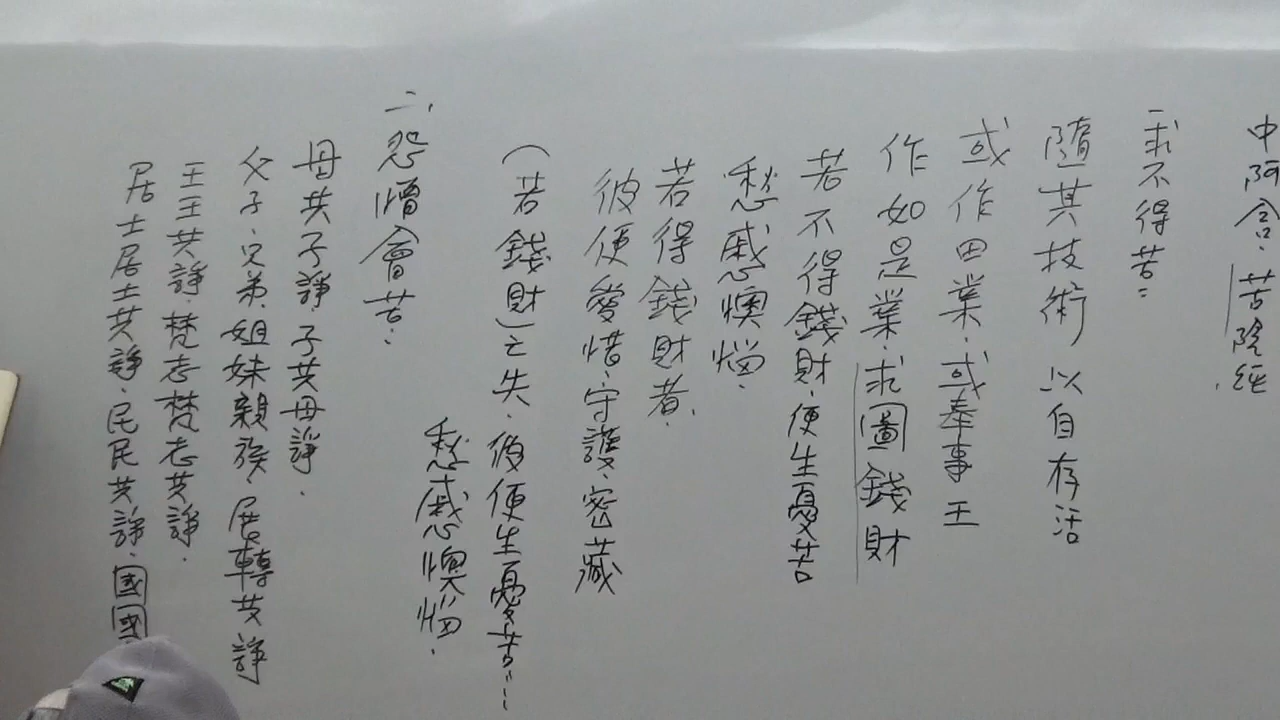 中阿含·苦陰經
一求不得苦：
隨其技術以自存活
或作田業·或奉事王
作如是業·求圖錢財
若不得錢財·便生憂苦
愁慼懊惱·
若得錢財者·
彼便愛惜·守護·密藏
（若錢財）亡失·彼便生憂苦……
愁慼懊惱·
二、怨憎會苦：
母共子諍·子共母諍·
父子·兄弟·姐妹親族·展轉共諍
王王共諍·梵志梵志共諍·
居士居士共諍·民民共諍·國國